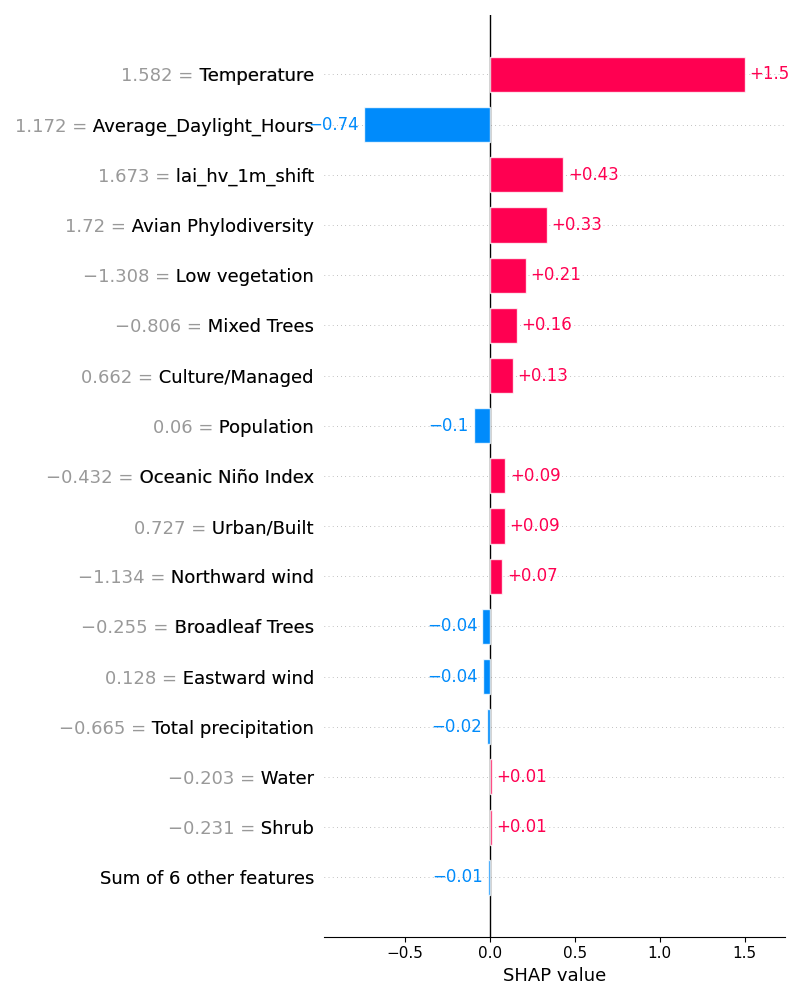 1.582 = Temperature +1.5
1.172 = Average_Daylight_Hours −0.74
1.673 = lai_hv_1m_shift +0.43
1.72 = Avian Phylodiversity +0.33
−1.308 = Low vegetation +0.21
−0.806 = Mixed Trees +0.16
0.662 = Culture/Managed +0.13
0.06 = Population −0.1
−0.432 = Oceanic Niño Index +0.09
0.727 = Urban/Built +0.09
−1.134 = Northward wind +0.07
−0.255 = Broadleaf Trees −0.04
0.128 = Eastward wind −0.04
−0.665 = Total precipitation −0.02
−0.203 = Water +0.01
−0.231 = Shrub +0.01
Sum of 6 other features −0.01
−0.5 0.0 0.5 1.0 1.5
SHAP value